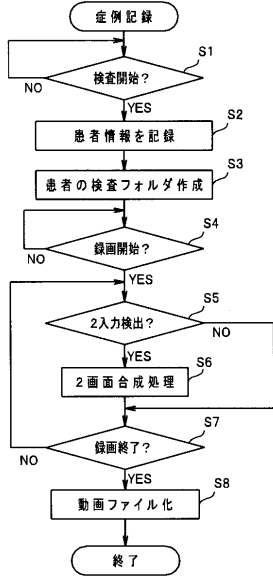 症例記録
S1
検査開始?
NO
YES
S2
患者情報を記録
S3
患者の検査フォルダ作成
S4
録画開始?
NO
YES
S5
2入力検出?
NO
YES
S6
2画面合成処理
S7
録画終了?
NO
YES
S8
動画ファイル化
終了